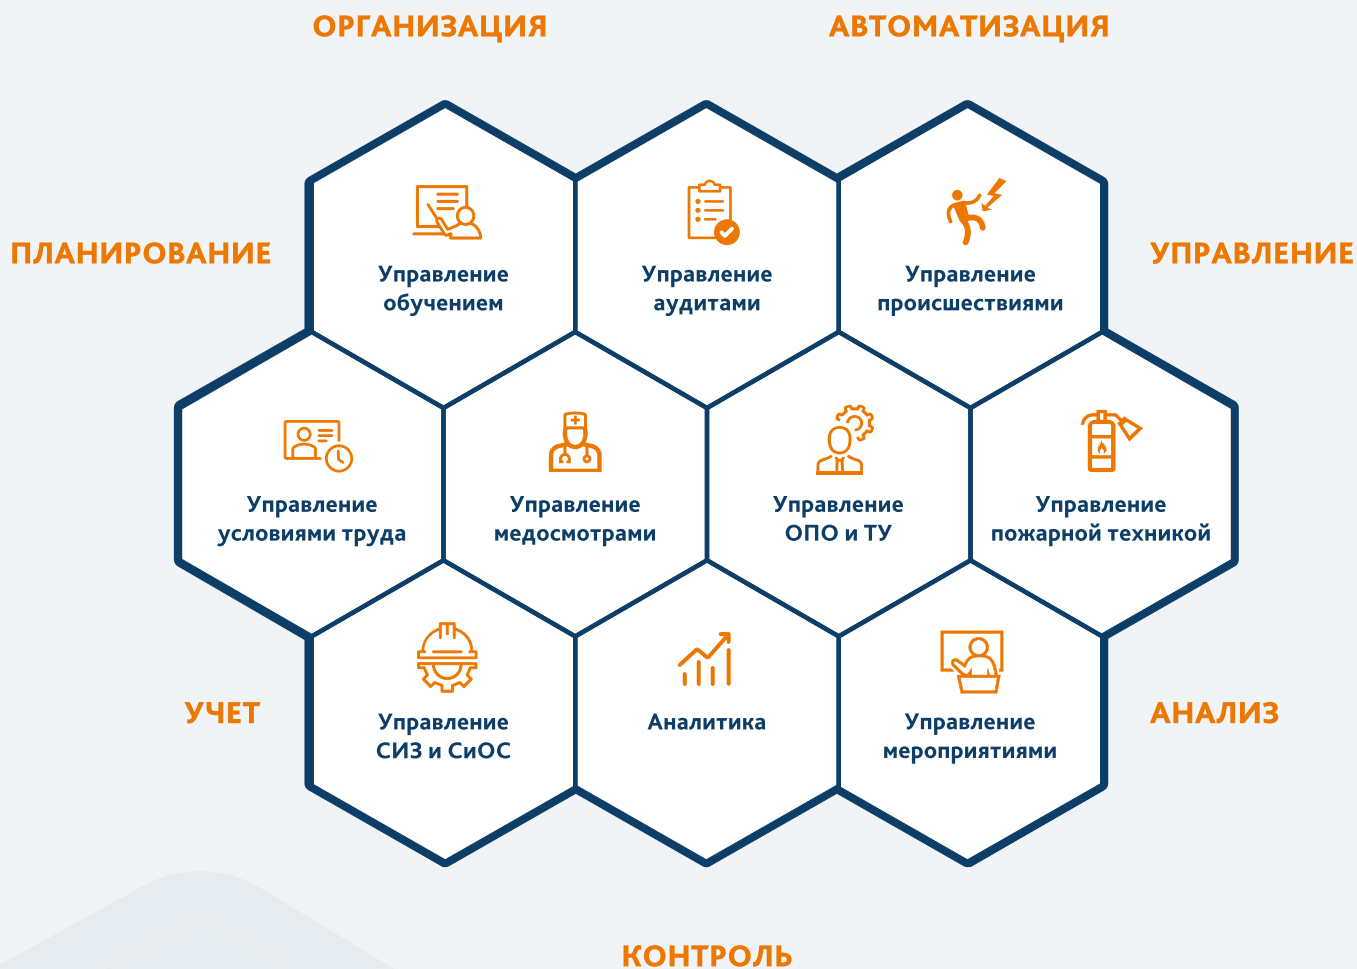 ОРГАНИЗАЦИЯ
АВТОМАТИЗАЦИЯ
ПЛАНИРОВАНИЕ
Управление
обучением
Управление
аудитами
Управление
происшествиями
УПРАВЛЕНИЕ
Управление
условиями труда
Управление
медосмотрами
Управление
ОПО и ТУ
Управление
пожарной техникой
УЧЕТ
Управление
СИЗ и СиОС
Аналитика
Управление
мероприятиями
АНАЛИЗ
КОНТРОЛЬ